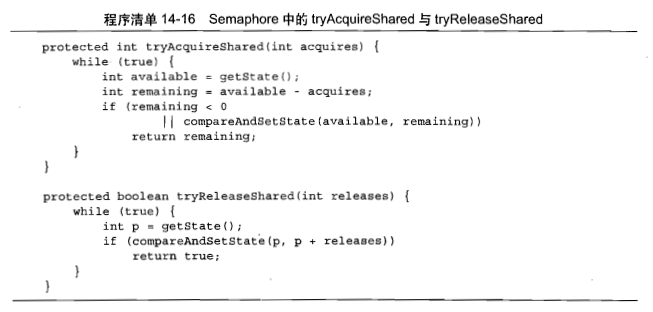 程序清单 14-16 Semaphore 中的 tryAcquireShared 与 tryReleaseShared
protected int tryAcquireShared(int acquires) {
    while (true) {
        int available = getState();
        int remaining = available - acquires;
        if (remaining < 0
                || compareAndSetState(available, remaining))
            return remaining;
    }
}
protected boolean tryReleaseShared(int releases) {
    while (true) {
        int p = getState();
        if (compareAndSetState(p, p + releases))
            return true;
    }
}